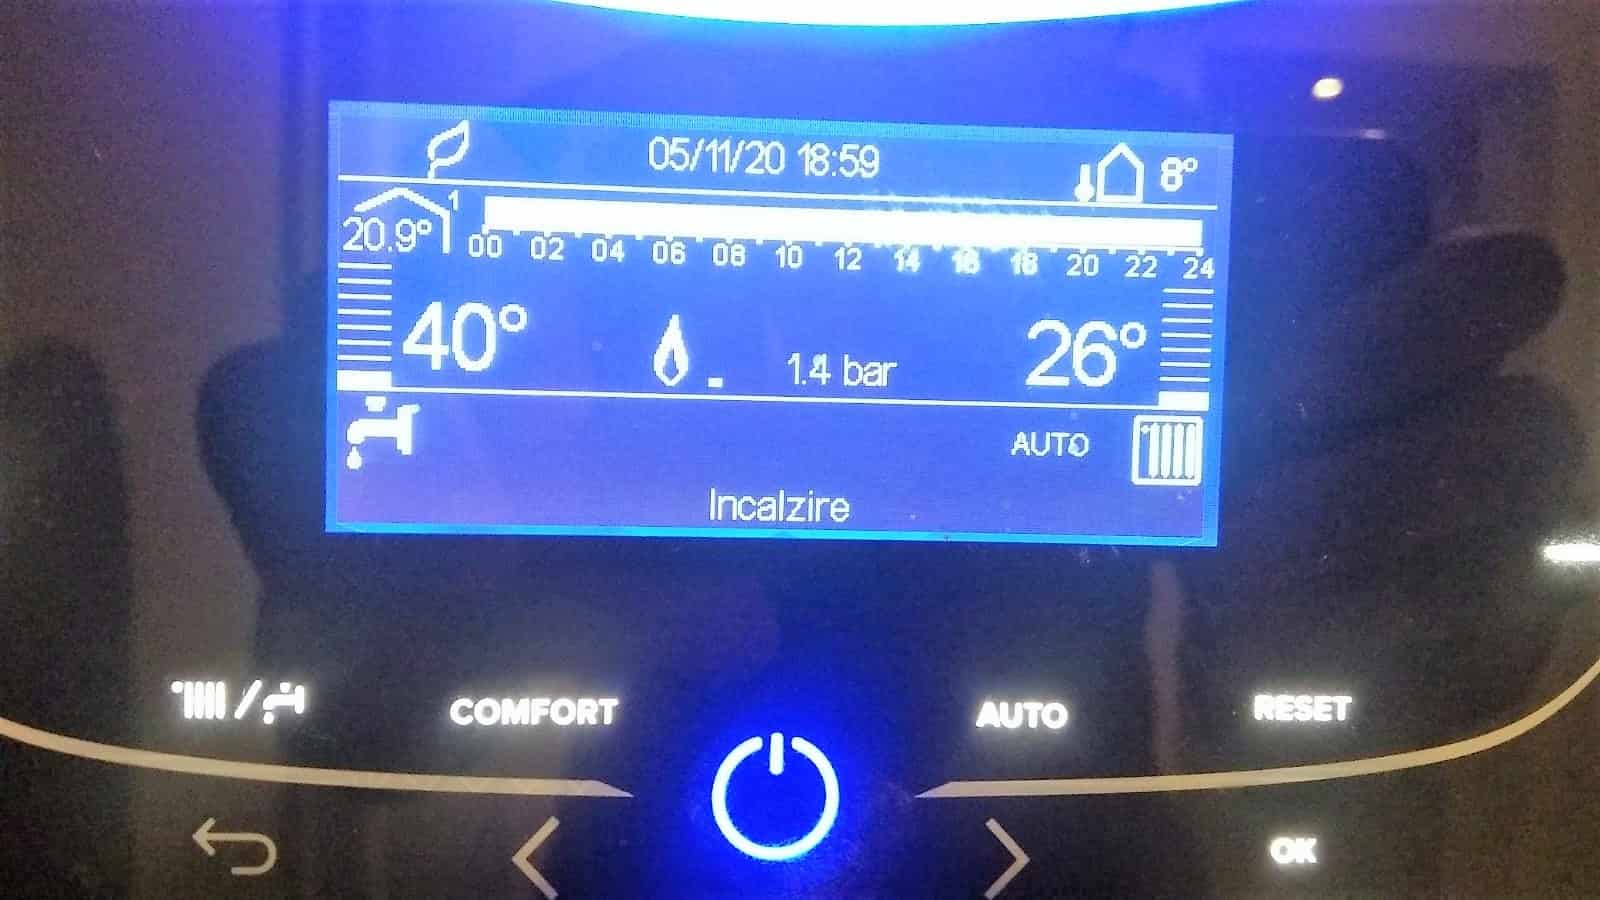 05/11/20 18:59
8°
1
20.9°
00 02 04 06 08 10 12 14 16 18 20 22 24
40°
1.4 bar
26°
AUTO
Incalzire
COMFORT
AUTO
RESET
OK